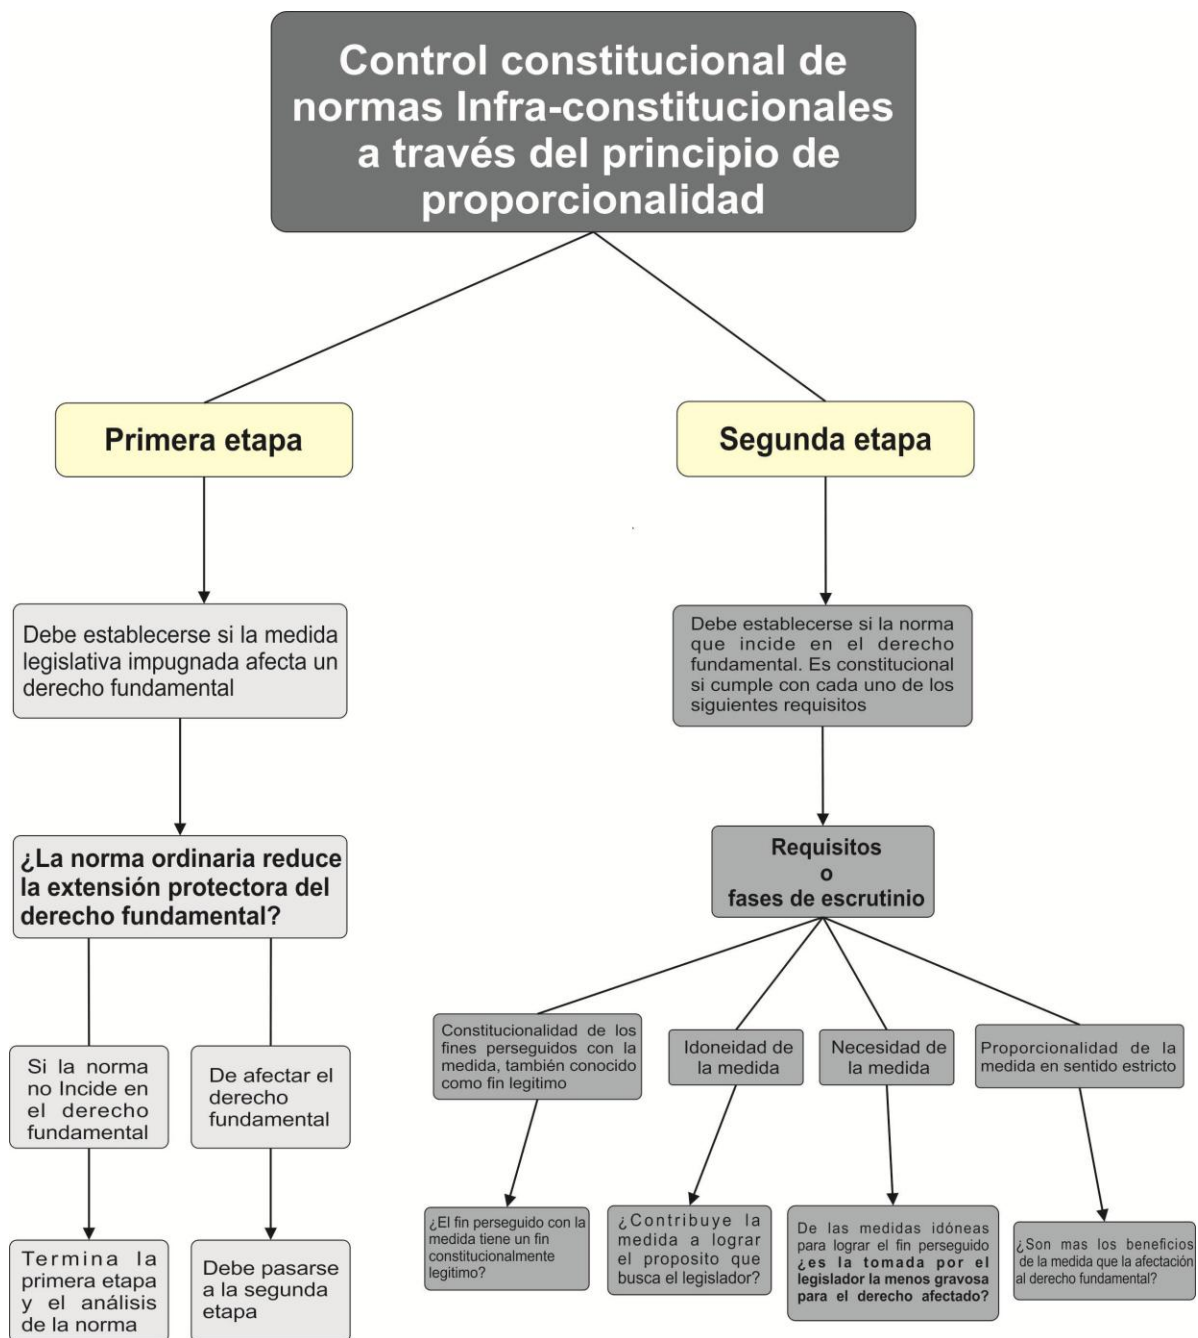 Control constitucional de
normas Infra-constitucionales
a través del principio de
proporcionalidad
Primera etapa
Debe establecerse si la medida
legislativa impugnada afecta un
derecho fundamental
¿La norma ordinaria reduce
la extensión protectora del
derecho fundamental?
Si la norma
no Incide en
el derecho
fundamental
Termina la
primera etapa
y el análisis
de la norma
De afectar el
derecho
fundamental
Debe pasarse
a la segunda
etapa
Segunda etapa
Debe establecerse si la norma
que incide en el derecho
fundamental. Es constitucional
si cumple con cada uno de los
siguientes requisitos
Requisitos
o
fases de escrutinio
Constitucionalidad de los
fines perseguidos con la
medida, también conocido
como fin legitimo
¿El fin perseguido con la
medida tiene un fin
constitucionalmente
legitimo?
Idoneidad de
la medida
¿Contribuye la
medida a lograr
el proposito que
busca el legislador?
Necesidad de
la medida
De las medidas idóneas
para lograr el fin perseguido
¿es la tomada por el
legislador la menos gravosa
para el derecho afectado?
Proporcionalidad de la
medida en sentido estricto
¿Son mas los beneficios
de la medida que la afectación
al derecho fundamental?